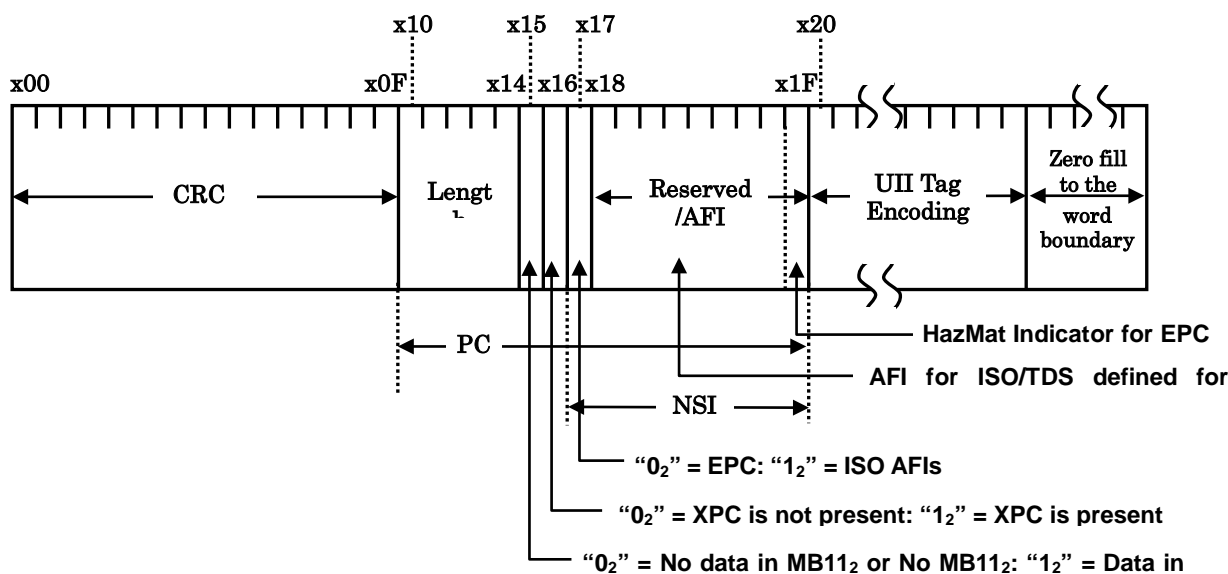 x10 x15 x17 x20
x00 x0F x14 x16 x18 x1F
CRC
Lengt
Reserved
/AFI
UII Tag
Encoding
Zero fill
to the
word
boundary
HazMat Indicator for EPC
PC
AFI for ISO/TDS defined for
NSI
“0₂” = EPC: “1₂” = ISO AFIs
“0₂” = XPC is not present: “1₂” = XPC is present
“0₂” = No data in MB11₂ or No MB11₂: “1₂” = Data in